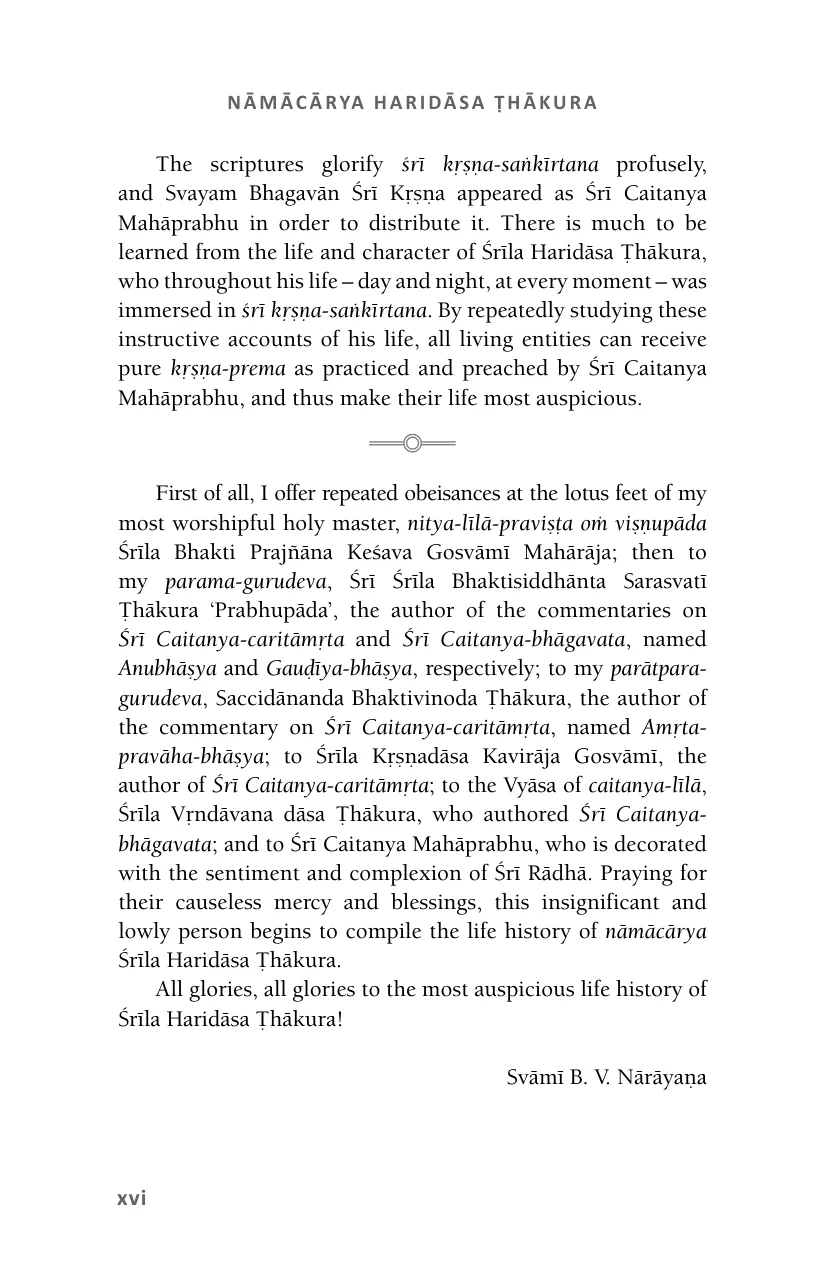 NĀMĀCĀRYA HARIDĀSA ṬHĀKURA
The scriptures glorify śrī kṛṣṇa-saṅkīrtana profusely,
and Svayam Bhagavān Śrī Kṛṣṇa appeared as Śrī Caitanya
Mahāprabhu in order to distribute it. There is much to be
learned from the life and character of Śrīla Haridāsa Ṭhākura,
who throughout his life – day and night, at every moment – was
immersed in śrī kṛṣṇa-saṅkīrtana. By repeatedly studying these
instructive accounts of his life, all living entities can receive
pure kṛṣṇa-prema as practiced and preached by Śrī Caitanya
Mahāprabhu, and thus make their life most auspicious.
First of all, I offer repeated obeisances at the lotus feet of my
most worshipful holy master, nitya-līlā-praviṣṭa oṁ viṣṇupāda
Śrīla Bhakti Prajñāna Keśava Gosvāmī Mahārāja; then to
my parama-gurudeva, Śrī Śrīla Bhaktisiddhānta Sarasvatī
Ṭhākura ‘Prabhupāda’, the author of the commentaries on
Śrī Caitanya-caritāmṛta and Śrī Caitanya-bhāgavata, named
Anubhāṣya and Gauḍīya-bhāṣya, respectively; to my parātpara-
gurudeva, Saccidānanda Bhaktivinoda Ṭhākura, the author of
the commentary on Śrī Caitanya-caritāmṛta, named Amṛta-
pravāha-bhāṣya; to Śrīla Kṛṣṇadāsa Kavirāja Gosvāmī, the
author of Śrī Caitanya-caritāmṛta; to the Vyāsa of caitanya-līlā,
Śrīla Vṛndāvana dāsa Ṭhākura, who authored Śrī Caitanya-
bhāgavata; and to Śrī Caitanya Mahāprabhu, who is decorated
with the sentiment and complexion of Śrī Rādhā. Praying for
their causeless mercy and blessings, this insignificant and
lowly person begins to compile the life history of nāmācārya
Śrīla Haridāsa Ṭhākura.
All glories, all glories to the most auspicious life history of
Śrīla Haridāsa Ṭhākura!
Svāmī B. V. Nārāyaṇa
xvi